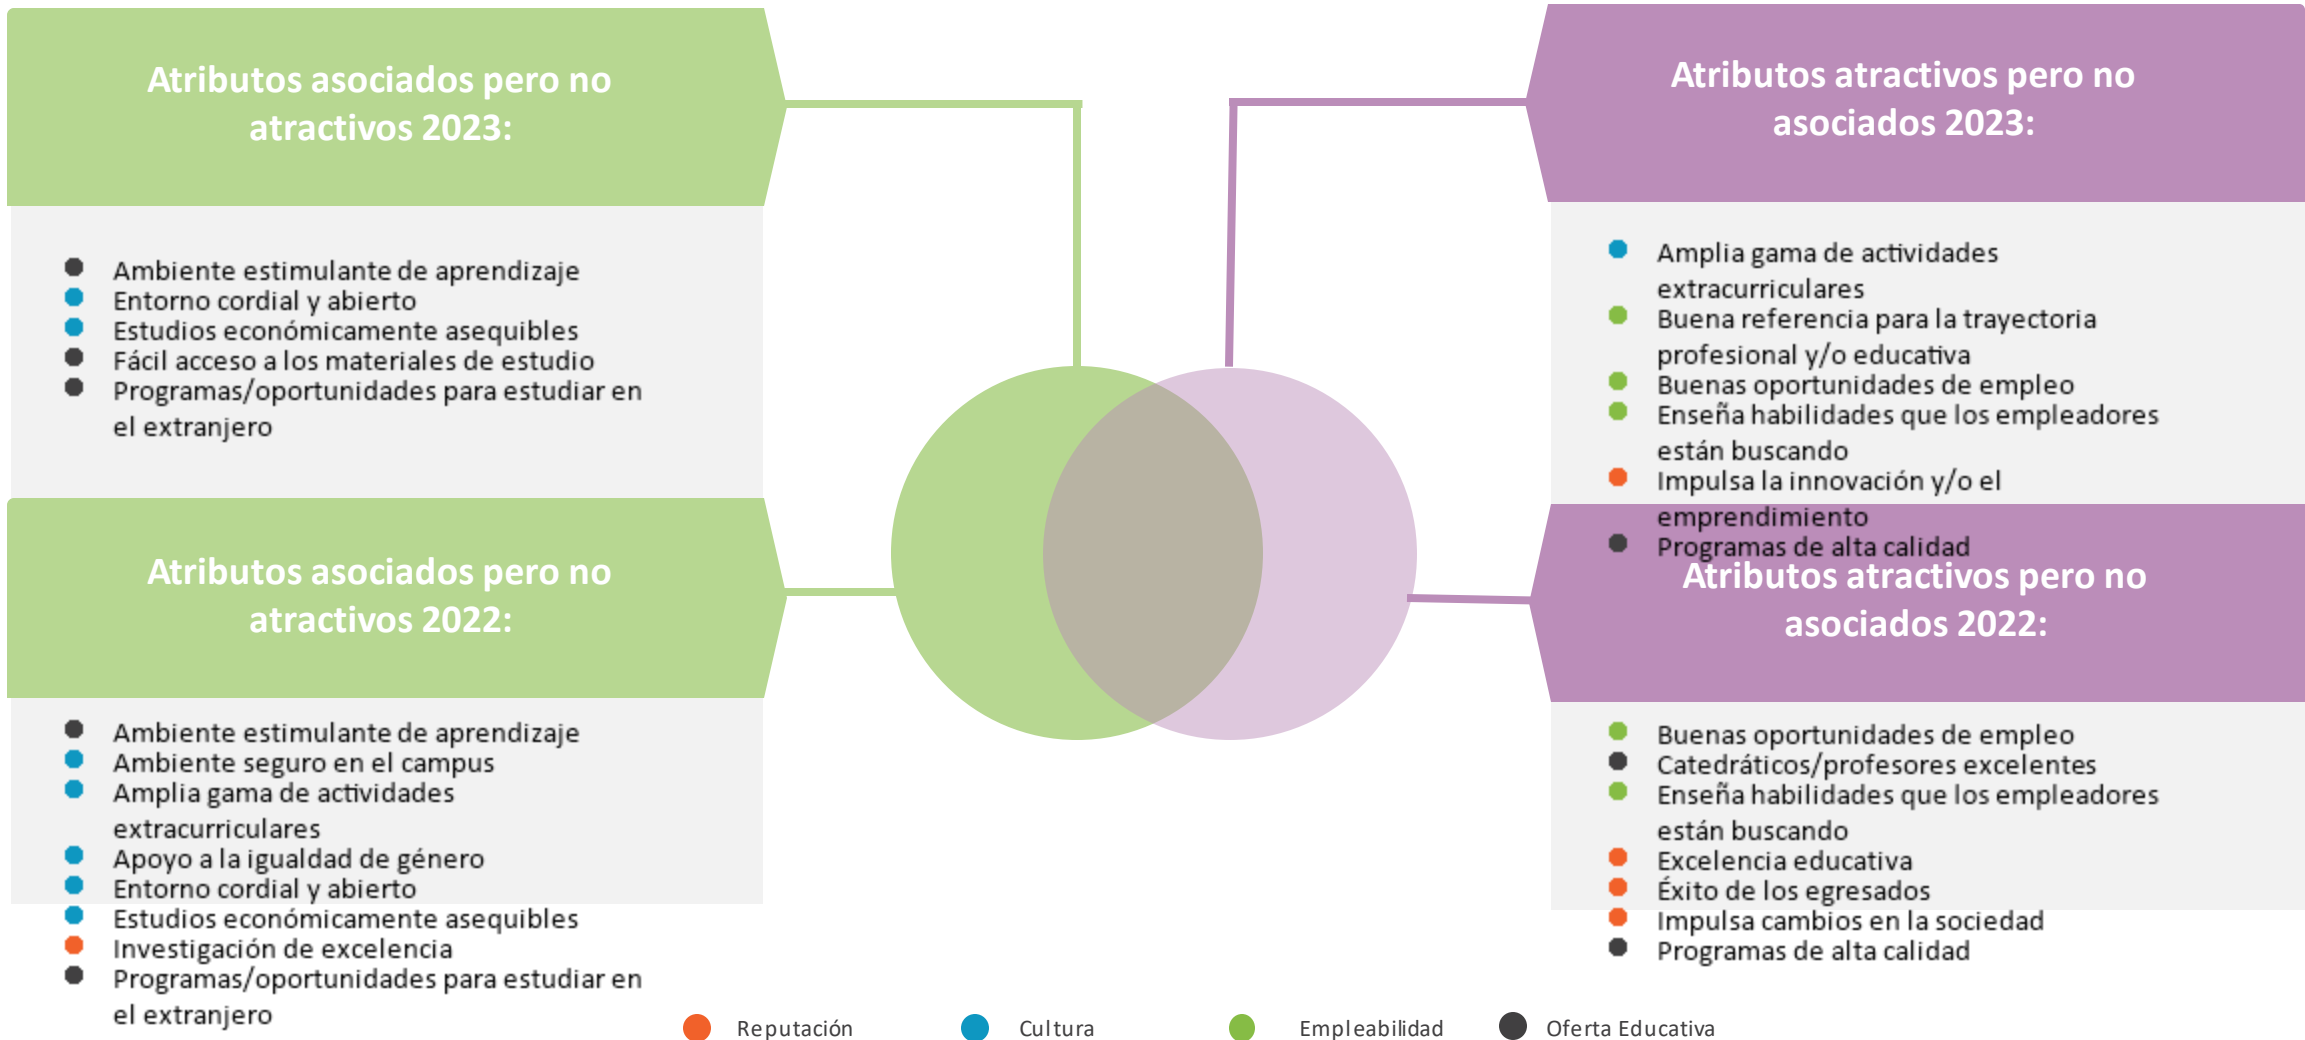 Atributos asociados pero no
atractivos 2023:
Ambiente estimulante de aprendizaje
Entorno cordial y abierto
Estudios económicamente asequibles
Fácil acceso a los materiales de estudio
Programas/oportunidades para estudiar en
el extranjero
Atributos asociados pero no
atractivos 2022:
Ambiente estimulante de aprendizaje
Ambiente seguro en el campus
Amplia gama de actividades
extracurriculares
Apoyo a la igualdad de género
Entorno cordial y abierto
Estudios económicamente asequibles
Investigación de excelencia
Programas/oportunidades para estudiar en
el extranjero
Atributos atractivos pero no
asociados 2023:
Amplia gama de actividades
extracurriculares
Buena referencia para la trayectoria
profesional y/o educativa
Buenas oportunidades de empleo
Enseña habilidades que los empleadores
están buscando
Impulsa la innovación y/o el
emprendimiento
Programas de alta calidad
Atributos atractivos pero no
asociados 2022:
Buenas oportunidades de empleo
Catedráticos/profesores excelentes
Enseña habilidades que los empleadores
están buscando
Excelencia educativa
Éxito de los egresados
Impulsa cambios en la sociedad
Programas de alta calidad
Reputación
Cultura
Empleabilidad
Oferta Educativa